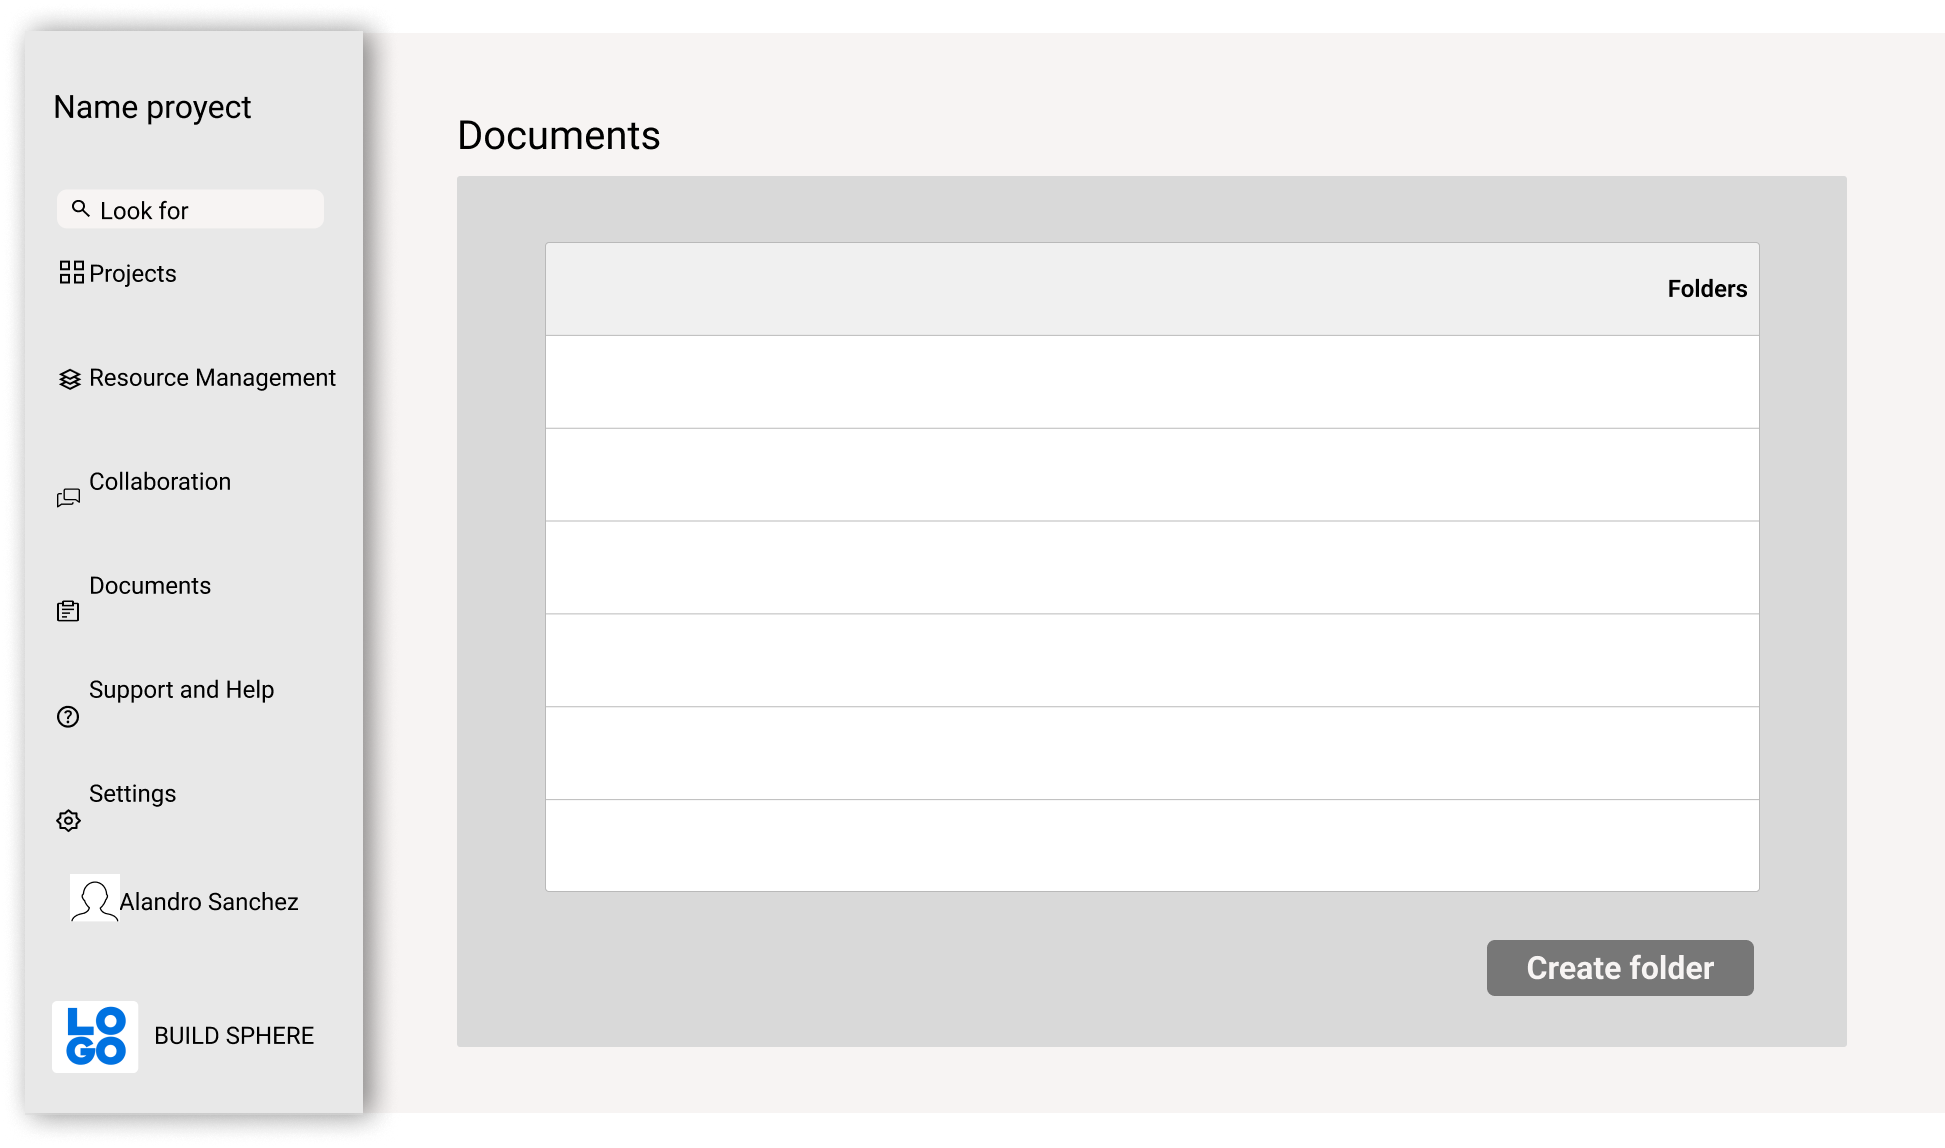 Name proyect
Look for
Projects
Resource Management
Collaboration
Documents
Support and Help
Settings
Alandro Sanchez
LO
GO
BUILD SPHERE
Documents
Folders
Create folder